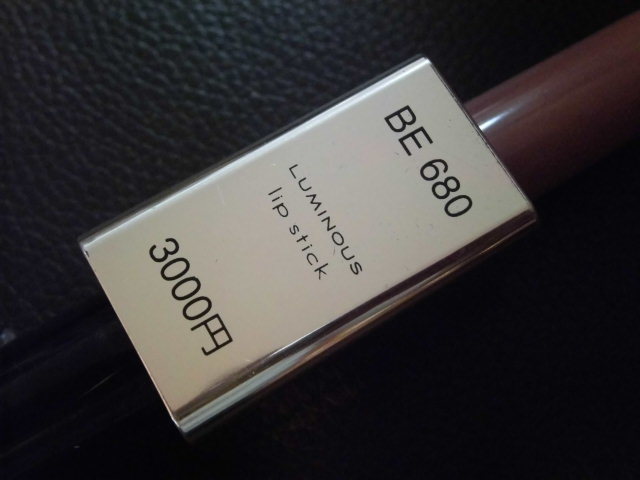 BE 680
LUMINOUS
lip stick
3000円